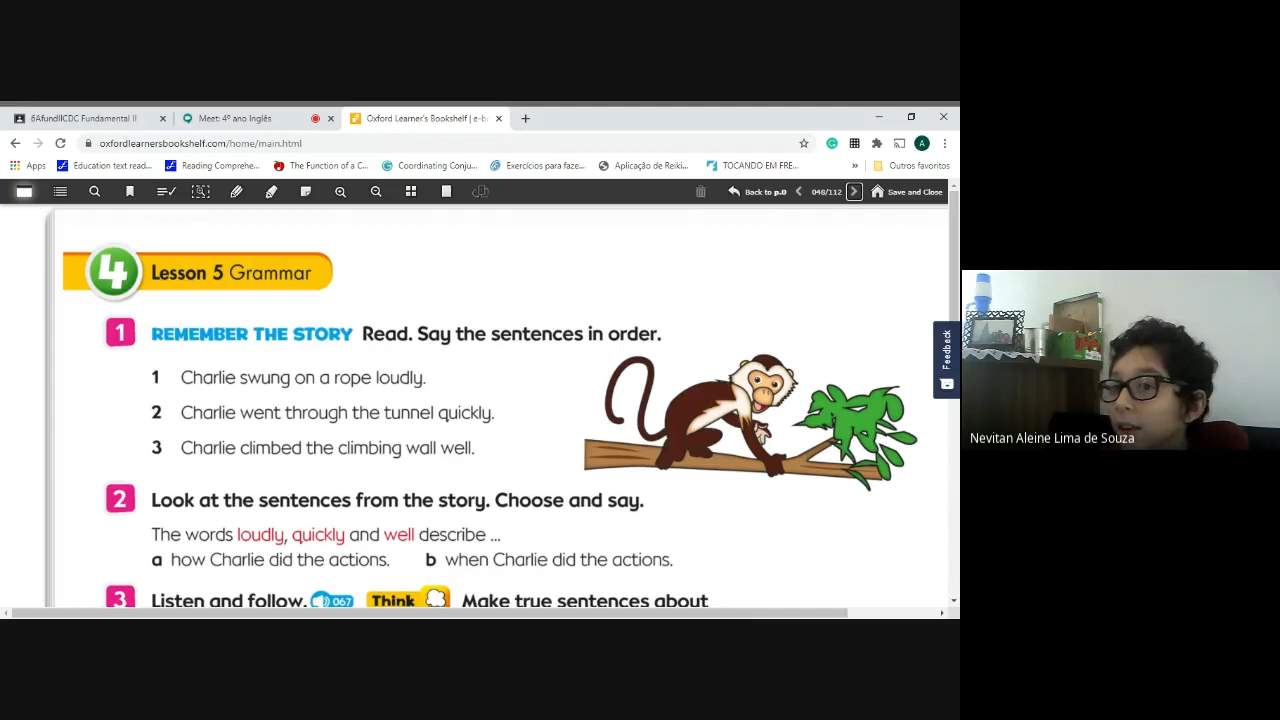 6AfundIICDC Fundamental II
Meet: 4º ano Inglês
Oxford Learner's Bookshelf | e-b
oxfordlearnersbookshelf.com/home/main.html
A
Apps
Education text read...
Reading Comprehe...
The Function of a C...
Coordinating Conju...
Exercícios para faze...
Aplicação de Reiki...
TOCANDO EM FRE...
»
Outros favoritos
Back to p.0
048/112
Save and Close
4 Lesson 5 Grammar
1 REMEMBER THE STORY Read. Say the sentences in order.
1 Charlie swung on a rope loudly.
2 Charlie went through the tunnel quickly.
3 Charlie climbed the climbing wall well.
2 Look at the sentences from the story. Choose and say.
The words loudly, quickly and well describe ...
a how Charlie did the actions. b when Charlie did the actions.
3 Listen and follow. 067 Think Make true sentences about
Feedback
Nevitan Aleine Lima de Souza